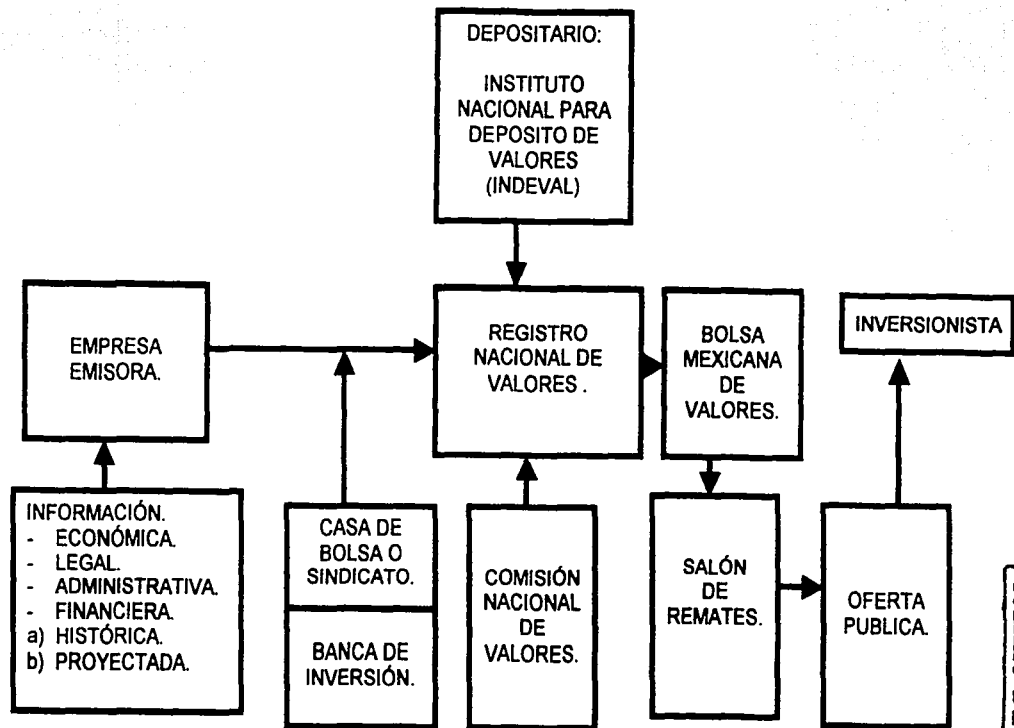 DEPOSITARIO:
INSTITUTO
NACIONAL PARA
DEPOSITO DE
VALORES
(INDEVAL)
EMPRESA
EMISORA.
REGISTRO
NACIONAL DE
VALORES .
BOLSA
MEXICANA
DE
VALORES.
INVERSIONISTA
INFORMACIÓN.
- ECONÓMICA.
- LEGAL.
- ADMINISTRATIVA.
- FINANCIERA.
a) HISTÓRICA.
b) PROYECTADA.
CASA DE
BOLSA O
SINDICATO.
BANCA DE
INVERSIÓN.
COMISIÓN
NACIONAL
DE
VALORES.
SALÓN
DE
REMATES.
OFERTA
PUBLICA.